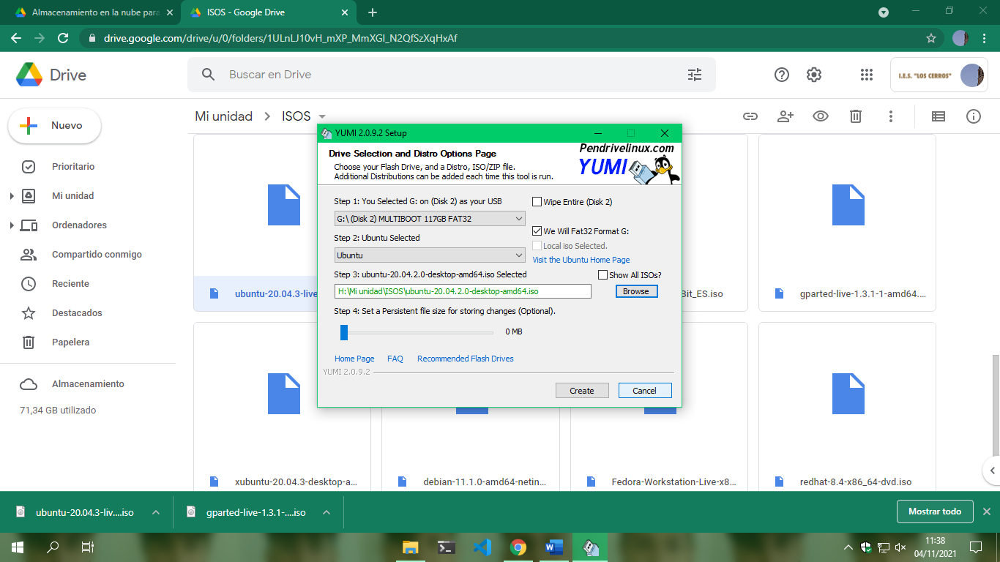 Almacenamiento en la nube para
ISOS - Google Drive
drive.google.com/drive/u/0/folders/1ULnLJ10vH_mXP_MmXGI_N2QfSzXqHxAf
Drive
Buscar en Drive
I.E.S. "LOS CERROS"
Nuevo
Mi unidad
ISOS
Prioritario
Mi unidad
Ordenadores
Compartido conmigo
Reciente
Destacados
Papelera
Almacenamiento
71,34 GB utilizado
YUMI 2.0.9.2 Setup
Drive Selection and Distro Options Page
Choose your Flash Drive, and a Distro, ISO/ZIP file.
Additional Distributions can be added each time this tool is run.
Pendrivelinux.com
YUMI
Step 1: You Selected G: on (Disk 2) as your USB
Wipe Entire (Disk 2)
G:\ (Disk 2) MULTIBOOT 117GB FAT32
We Will Fat32 Format G:
Step 2: Ubuntu Selected
Local iso Selected.
Ubuntu
Visit the Ubuntu Home Page
Step 3: ubuntu-20.04.2.0-desktop-amd64.iso Selected
Show All ISOs?
H:\Mi unidad\ISOS\ubuntu-20.04.2.0-desktop-amd64.iso
Browse
Step 4: Set a Persistent file size for storing changes (Optional).
0 MB
Home Page
FAQ
Recommended Flash Drives
YUMI 2.0.9.2
Create
Cancel
ubuntu-20.04.3-live
Bit_ES.iso
gparted-live-1.3.1-1-amd64....
xubuntu-20.04.3-desktop-a...
debian-11.1.0-amd64-netin...
Fedora-Workstation-Live-x8...
redhat-8.4-x86_64-dvd.iso
ubuntu-20.04.3-liv....iso
gparted-live-1.3.1-....iso
Mostrar todo
11:38
04/11/2021